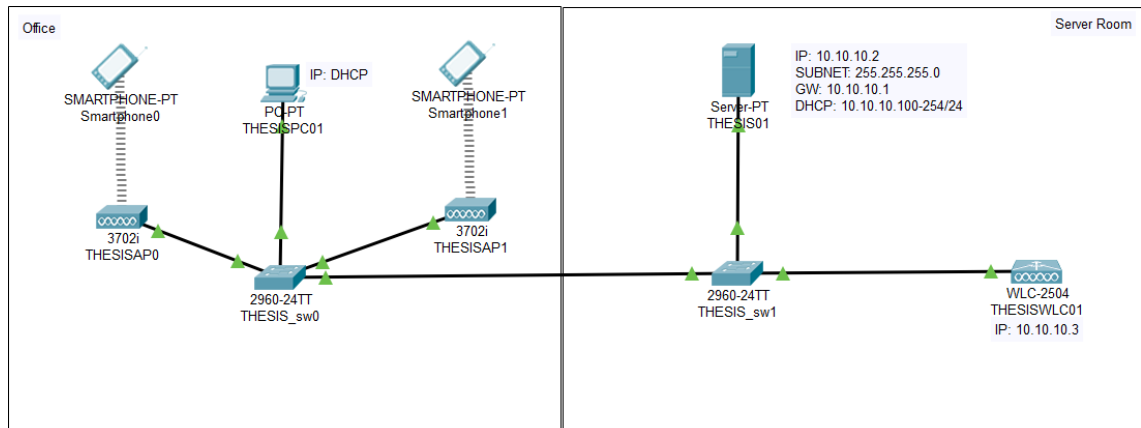 Office
SMARTPHONE-PT
Smartphone0
IP: DHCP
PC-PT
THESISPC01
SMARTPHONE-PT
Smartphone1
3702i
THESISAP0
3702i
THESISAP1
2960-24TT
THESIS_sw0
Server Room
IP: 10.10.10.2
SUBNET: 255.255.255.0
GW: 10.10.10.1
DHCP: 10.10.10.100-254/24
Server-PT
THESIS01
2960-24TT
THESIS_sw1
WLC-2504
THESISWLC01
IP: 10.10.10.3